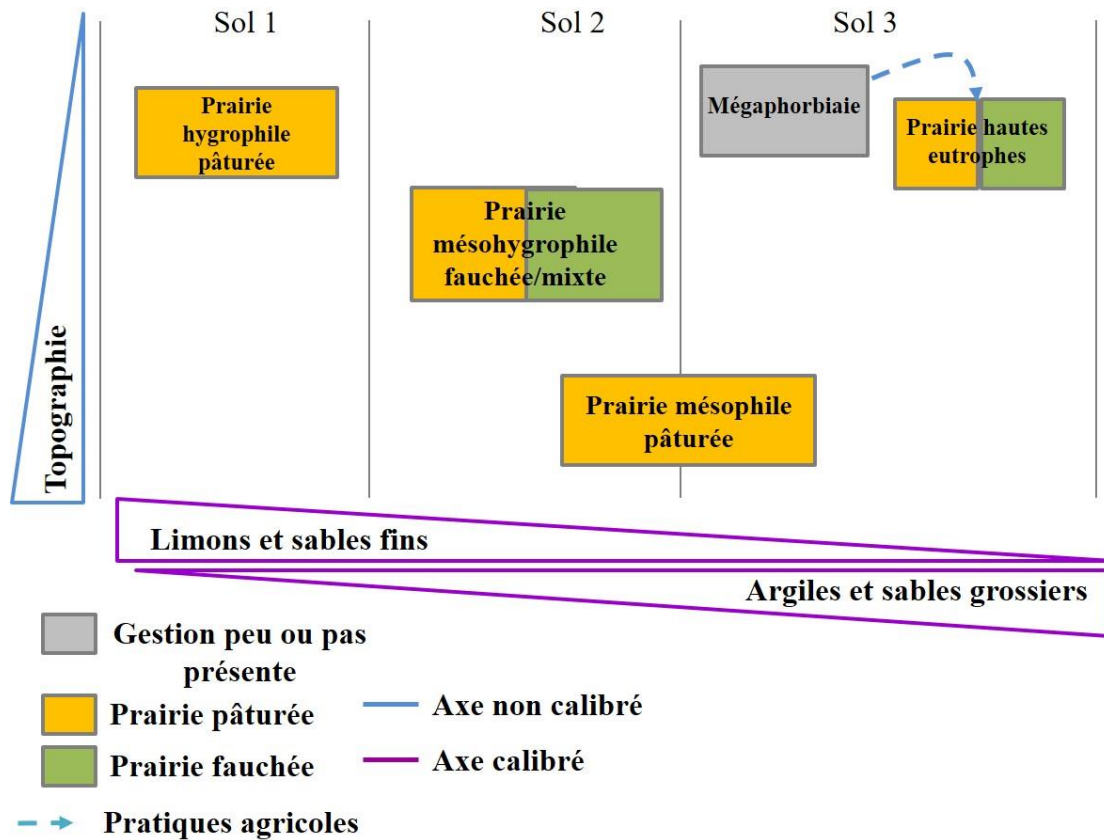 Sol 1
Sol 2
Sol 3
Prairie
hygrophile
pâturée
Mégaphorbiaie
Prairie hautes
eutrophes
Prairie
mésohygrophile
fauchée/mixte
Prairie mésophile
pâturée
Topographie
Limons et sables fins
Argiles et sables grossiers
Gestion peu ou pas
présente
Prairie pâturée
Axe non calibré
Prairie fauchée
Axe calibré
Pratiques agricoles